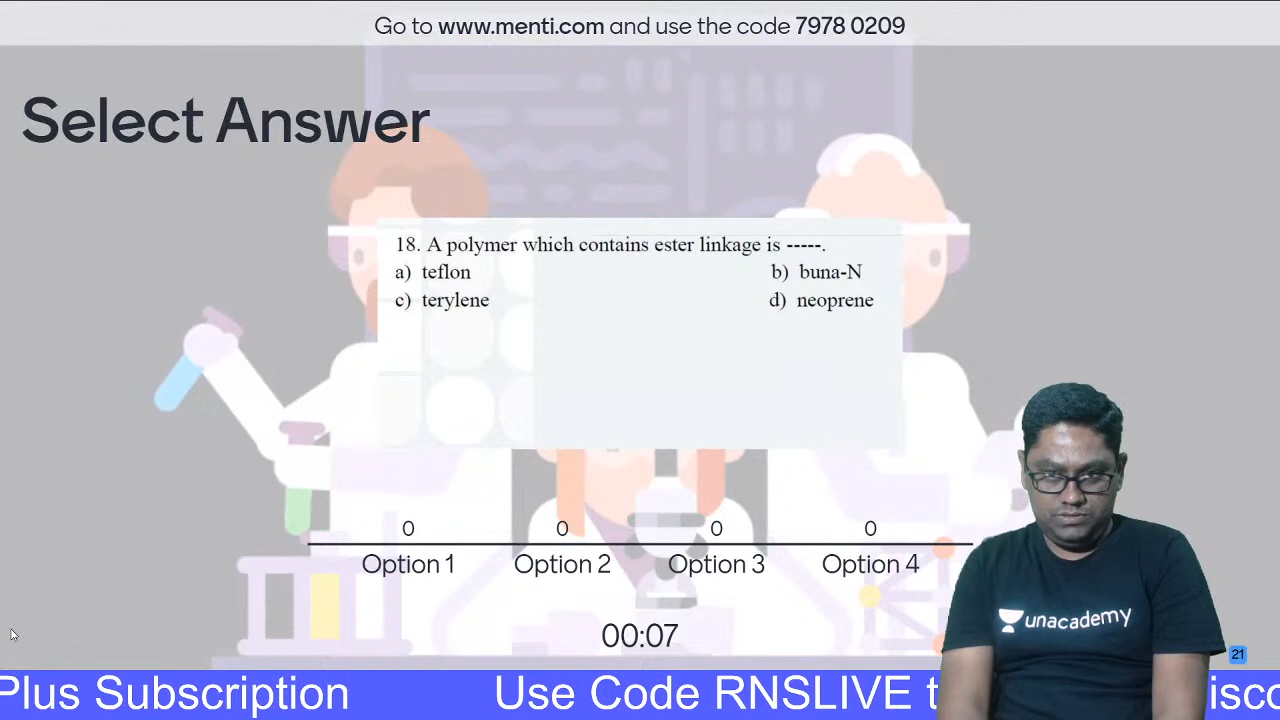 Go to www.menti.com and use the code 7978 0209
Select Answer
18. A polymer which contains ester linkage is -----.
a) teflon b) buna-N
c) terylene d) neoprene
0 0 0 0
Option 1 Option 2 Option 3 Option 4
00:07
unacademy
21
Plus Subscription Use Code RNSLIVE